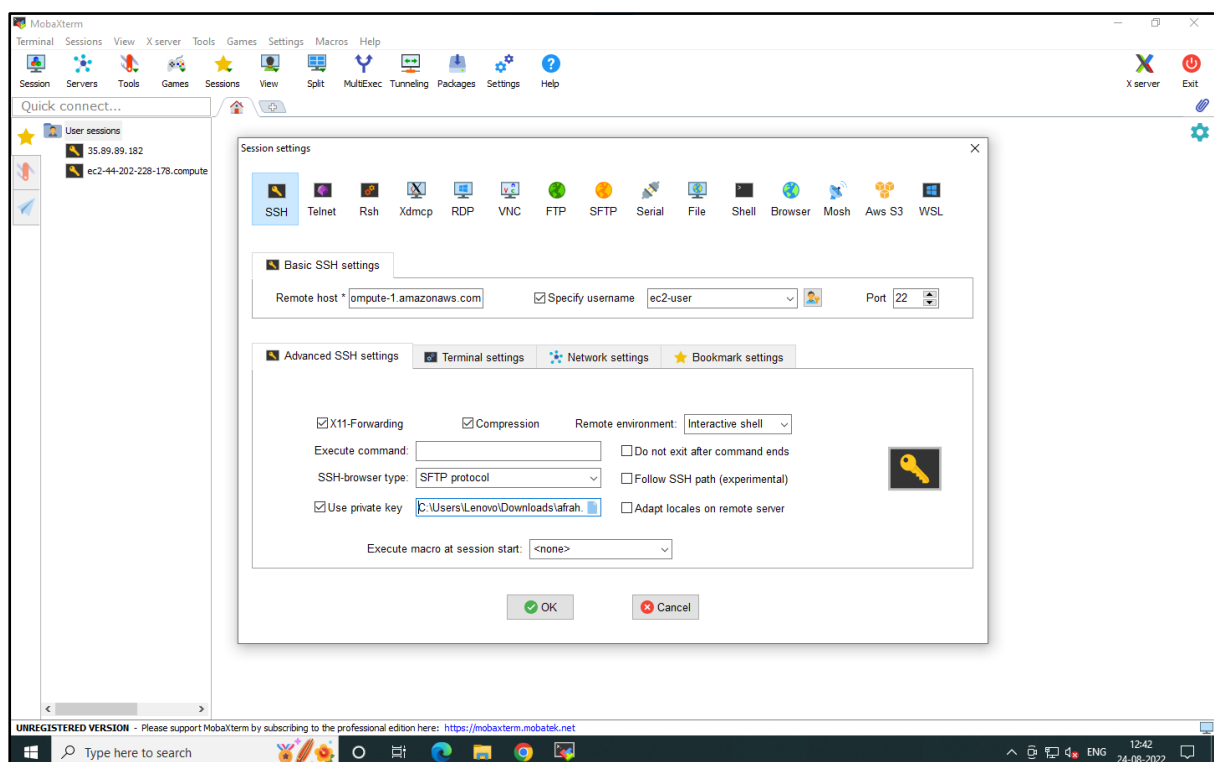 MobaXterm
Terminal Sessions View X server Tools Games Settings Macros Help
Session Servers Tools Games Sessions View Split MultiExec Tunneling Packages Settings Help X server Exit
Quick connect...
User sessions
35.89.89.182
ec2-44-202-228-178.compute
Session settings
SSH Telnet Rsh Xdmcp RDP VNC FTP SFTP Serial File Shell Browser Mosh Aws S3 WSL
Basic SSH settings
Remote host * ompute-1.amazonaws.com Specify username ec2-user Port 22
Advanced SSH settings Terminal settings Network settings Bookmark settings
X11-Forwarding Compression Remote environment: Interactive shell
Execute command: Do not exit after command ends
SSH-browser type: SFTP protocol Follow SSH path (experimental)
Use private key C:\Users\Lenovo\Downloads\afrah. Adapt locales on remote server
Execute macro at session start: <none>
OK Cancel
UNREGISTERED VERSION - Please support MobaXterm by subscribing to the professional edition here: https://mobaxterm.mobatek.net
Type here to search ENG 12:42
24-08-2022